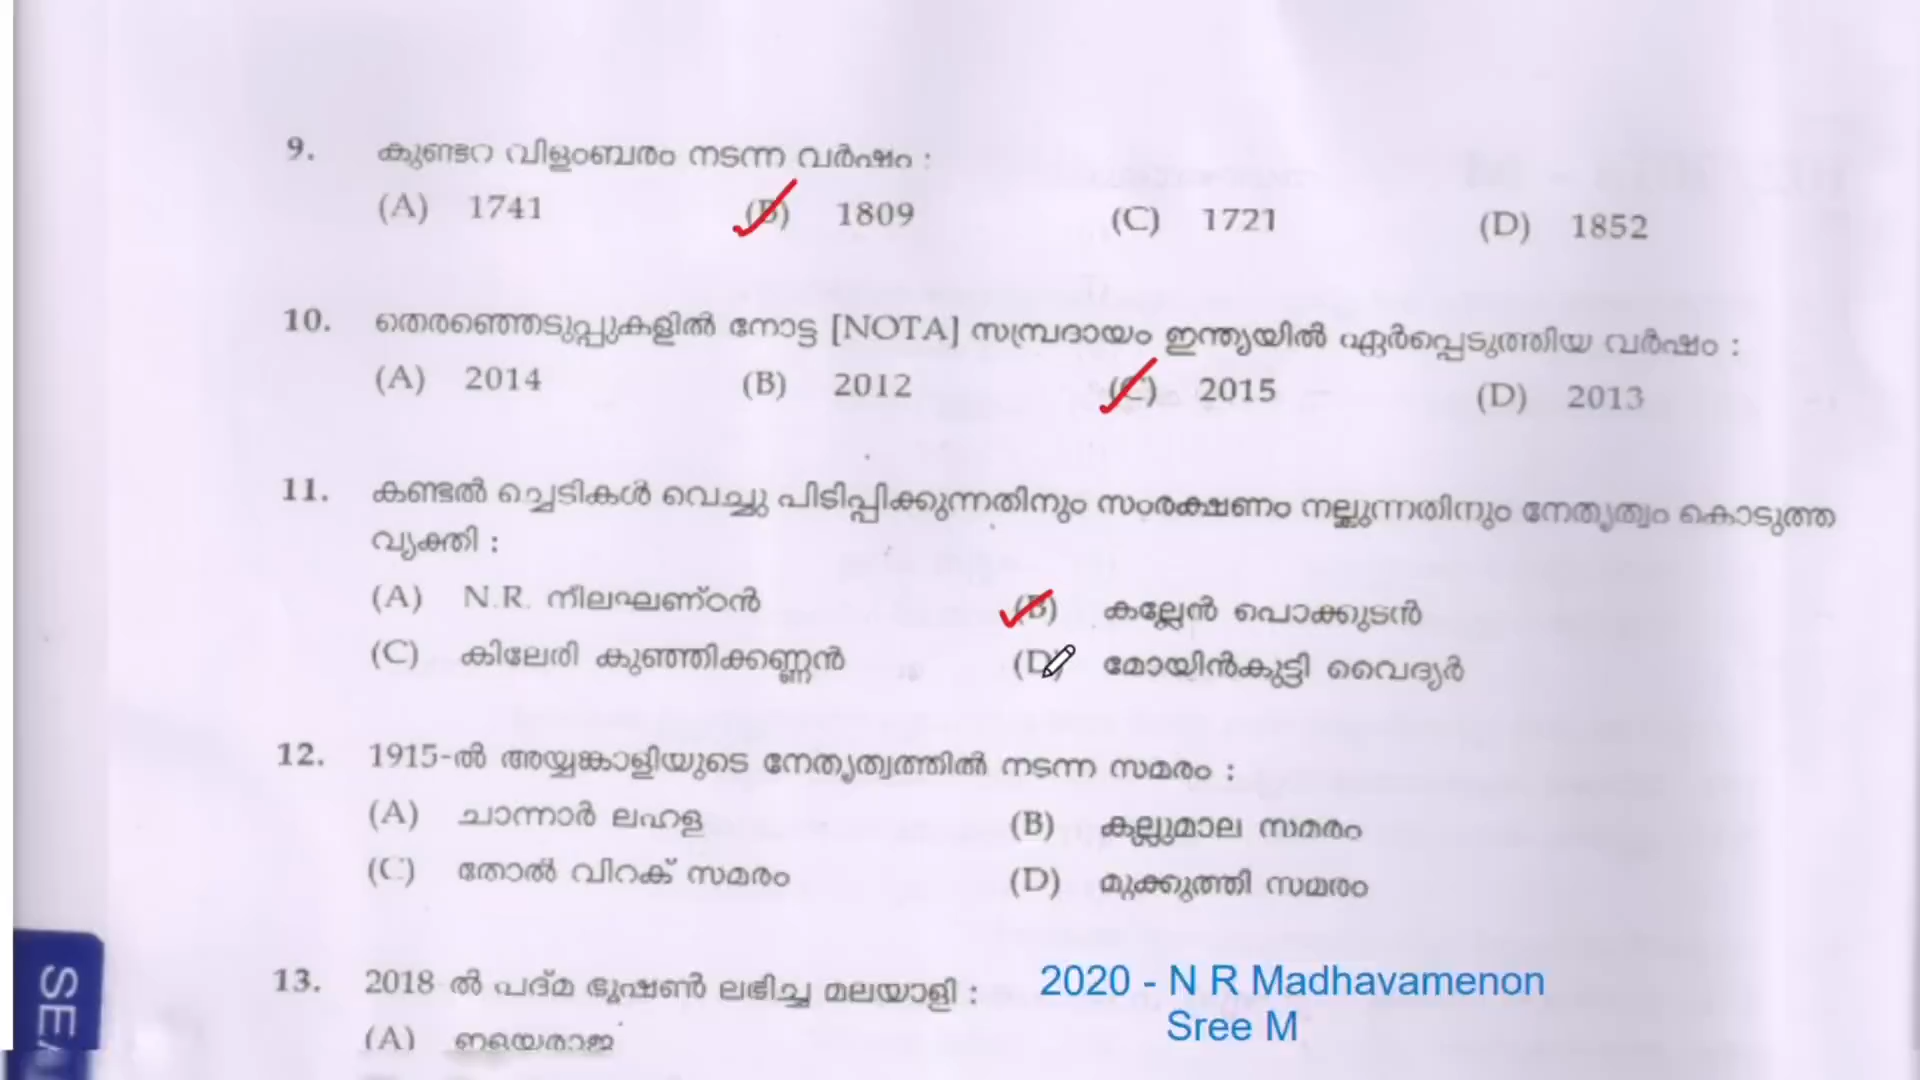 9. കുണ്ടറ വിളംബരം നടന്ന വർഷം :
(A) 1741 (B) 1809 (C) 1721 (D) 1852
10. തെരഞ്ഞെടുപ്പുകളിൽ നോട്ട [NOTA] സമ്പ്രദായം ഇന്ത്യയിൽ ഏർപ്പെടുത്തിയ വർഷം :
(A) 2014 (B) 2012 (C) 2015 (D) 2013
11. കണ്ടൽ ച്ചെടികൾ വെച്ചു പിടിപ്പിക്കുന്നതിനും സംരക്ഷണം നല്കുന്നതിനും നേതൃത്വം കൊടുത്ത
വ്യക്തി :
(A) N.R. നീലഘണ്ഠൻ (B) കല്ലേൻ പൊക്കുടൻ
(C) കിലേരി കുഞ്ഞിക്കണ്ണൻ (D) മോയിൻകുട്ടി വൈദ്യർ
12. 1915-ൽ അയ്യങ്കാളിയുടെ നേതൃത്വത്തിൽ നടന്ന സമരം :
(A) ചാന്നാർ ലഹള (B) കല്ലുമാല സമരം
(C) തോൽ വിറക് സമരം (D) മുക്കുത്തി സമരം
13. 2018 ൽ പദ്മ ഭൂഷൺ ലഭിച്ച മലയാളി : 2020 - N R Madhavamenon
Sree M
(A) ഇളയരാജ